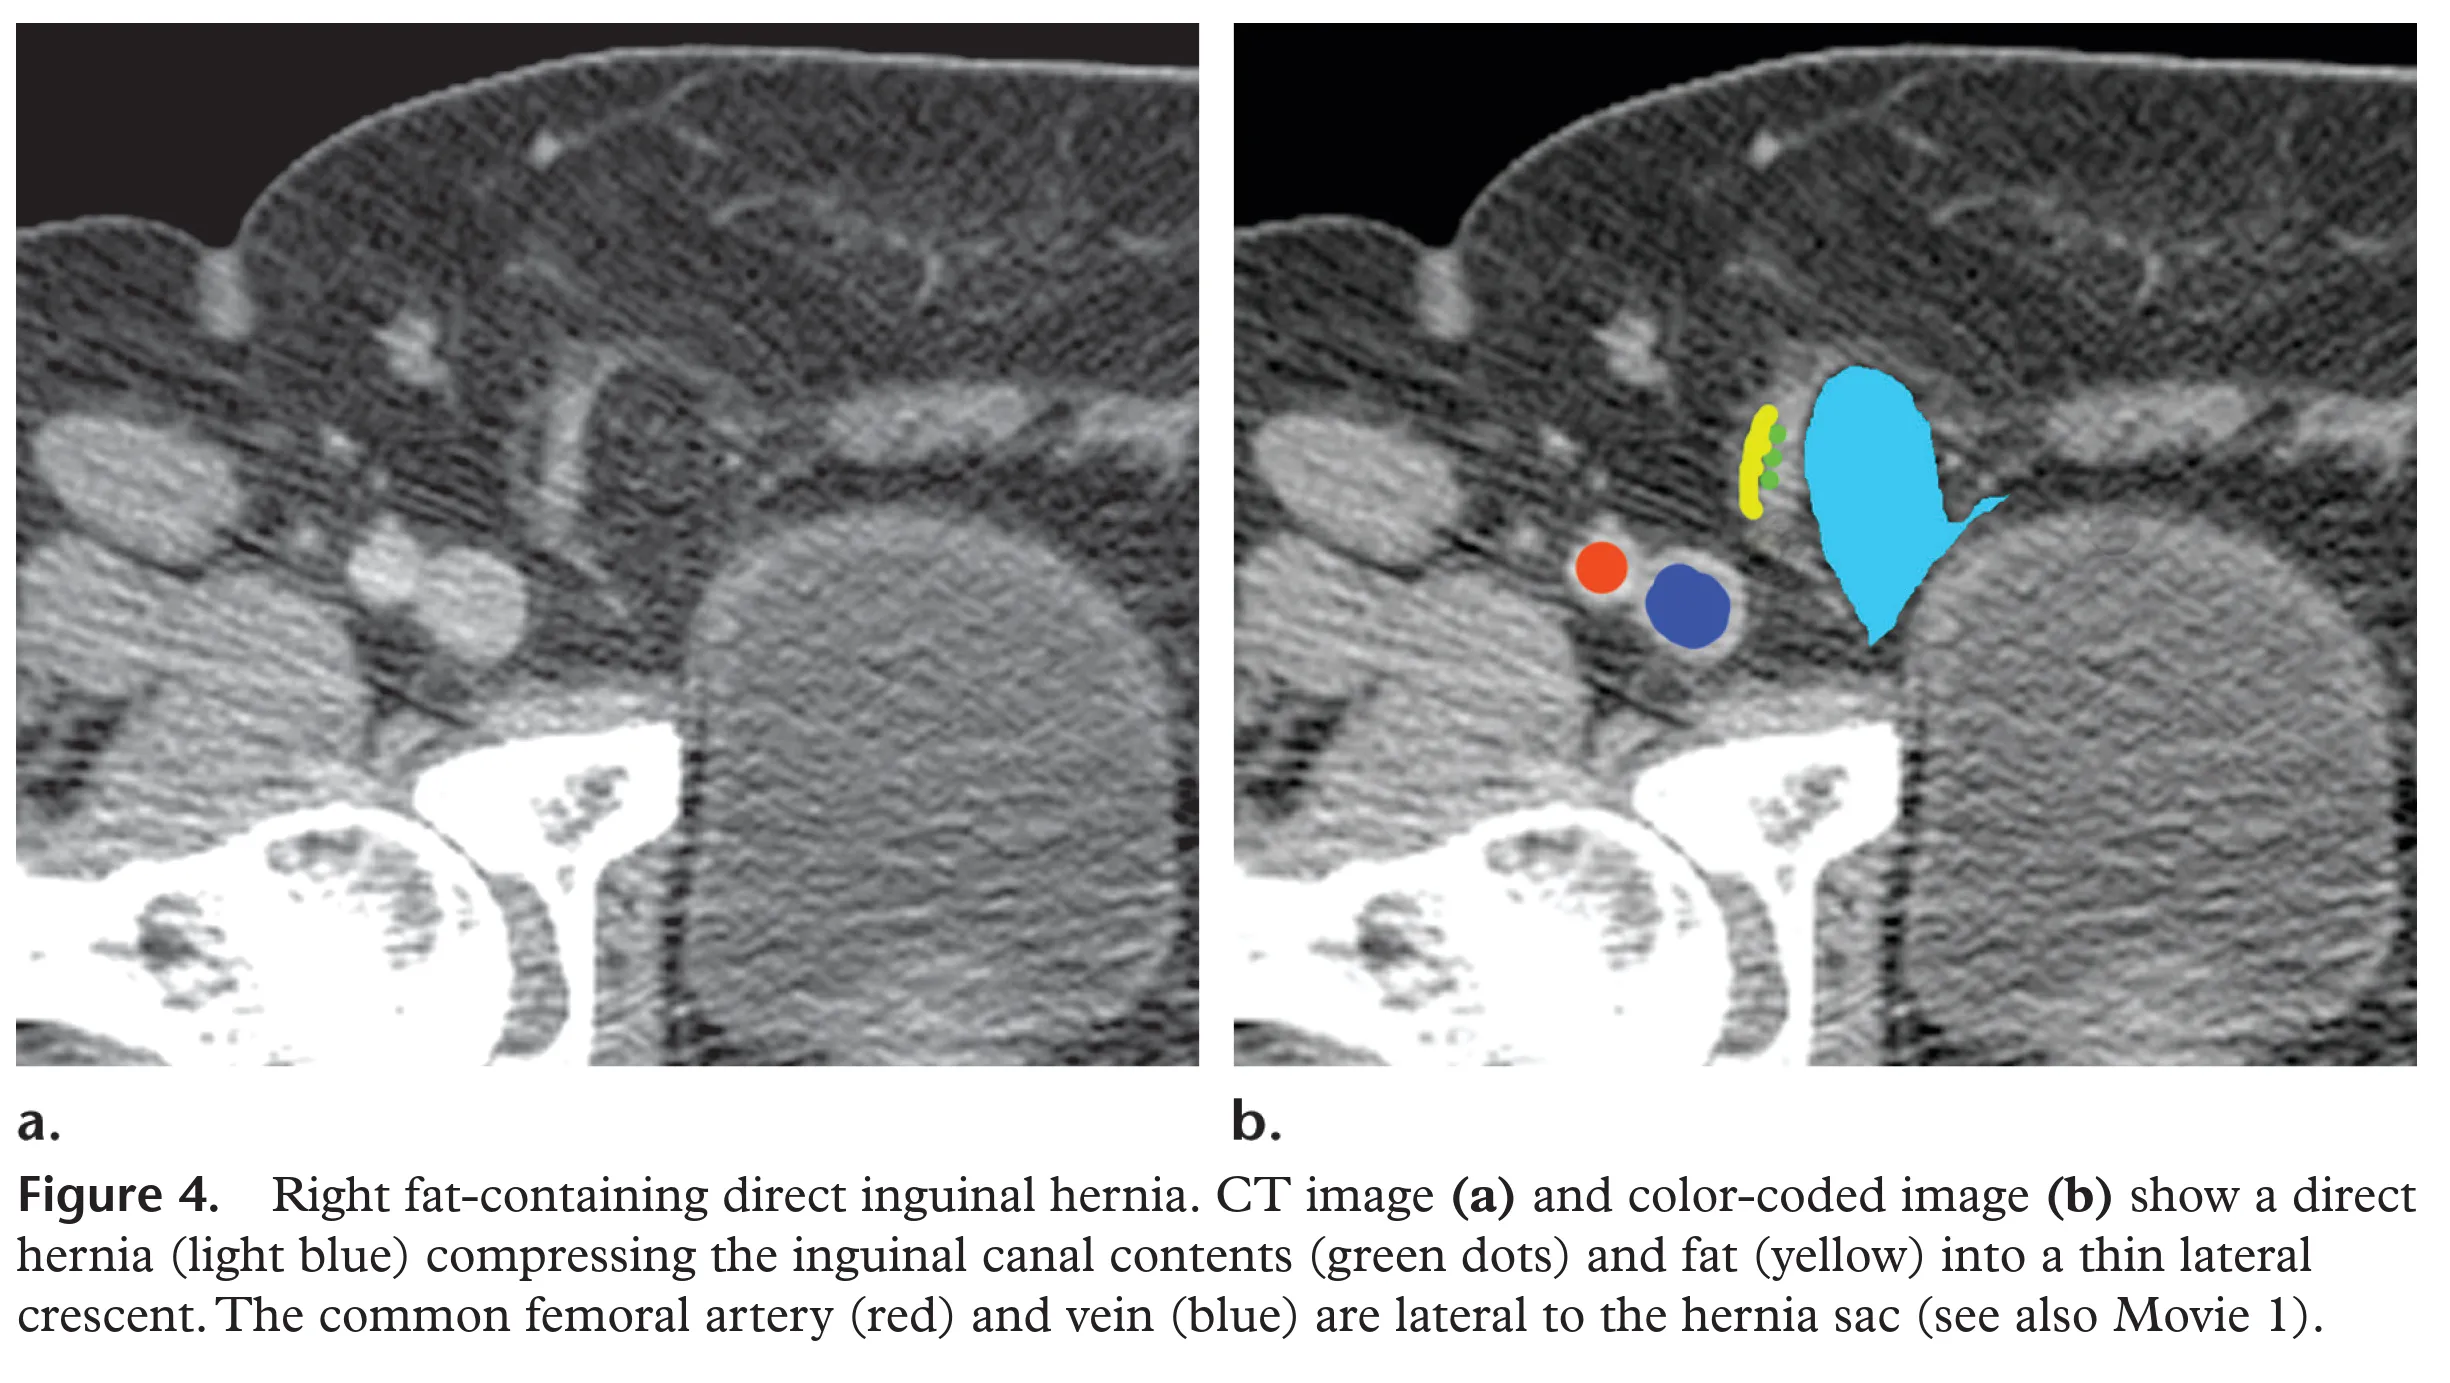 a.
b.
Figure 4. Right fat-containing direct inguinal hernia. CT image (a) and color-coded image (b) show a direct
hernia (light blue) compressing the inguinal canal contents (green dots) and fat (yellow) into a thin lateral
crescent. The common femoral artery (red) and vein (blue) are lateral to the hernia sac (see also Movie 1).